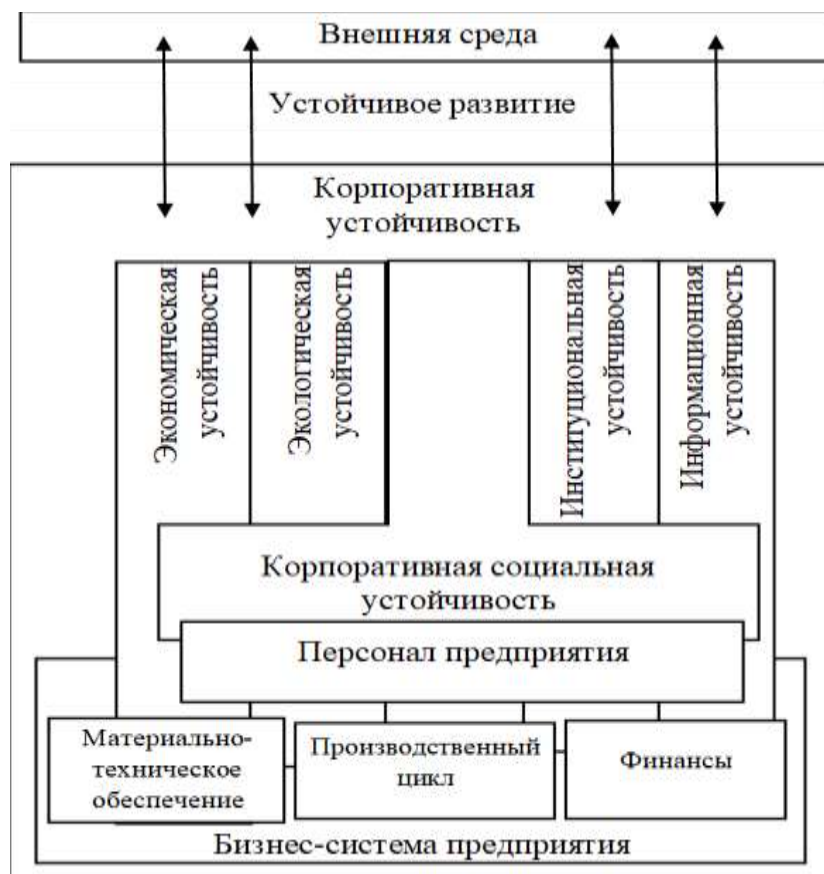 Внешняя среда
Устойчивое развитие
Корпоративная
устойчивость
Экономическая
устойчивость
Экологическая
устойчивость
Институциональная
устойчивость
Информационная
устойчивость
Корпоративная социальная
устойчивость
Персонал предприятия
Материально-
техническое
обеспечение
Производственный
цикл
Финансы
Бизнес-система предприятия